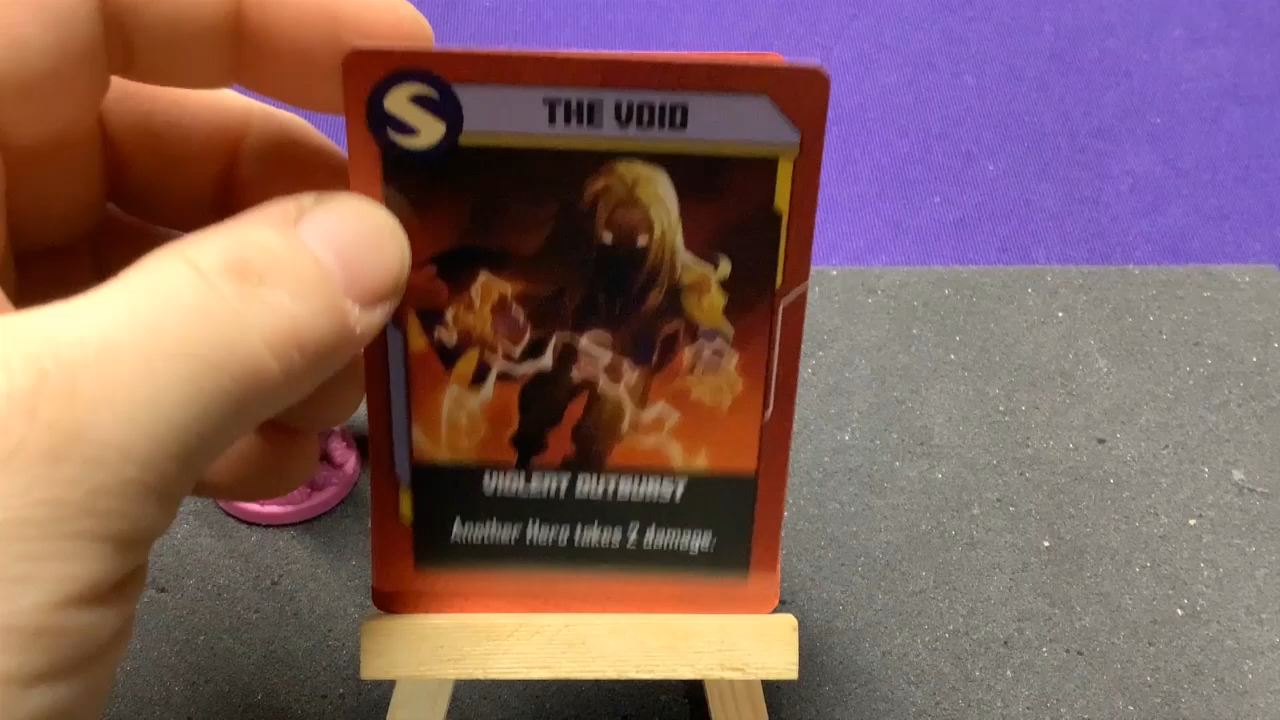 S
THE VOID
VIOLENT OUTBURST
Another Hero takes 2 damage.